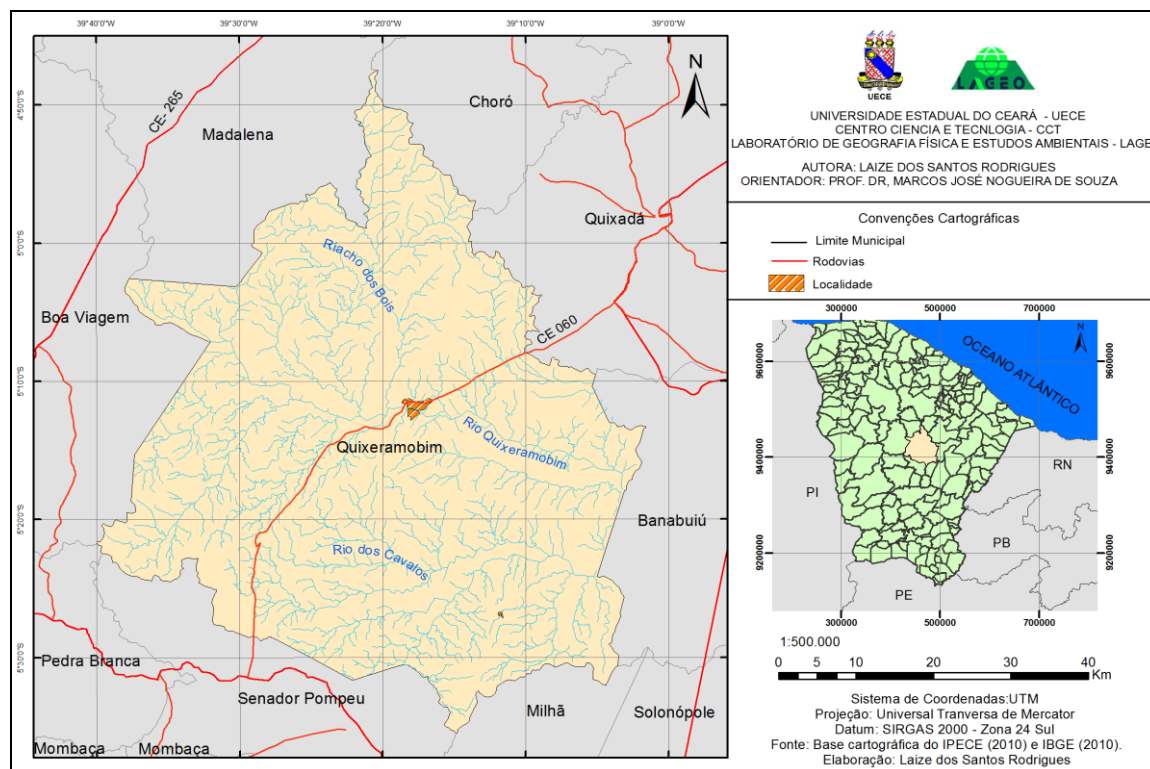 39°40'0"W 39°30'0"W 39°20'0"W 39°10'0"W 39°0'0"W
4°50'S
5°0'S
5°10'S
5°20'S
5°30'S
N
CE-265
Madalena
Choró
Quixadá
Riacho dos Bois
Boa Viagem
CE 060
Quixeramobim
Rio Quixeramobim
Banabuiú
Rio dos Cavalos
Pedra Branca
Senador Pompeu
Milhã
Solonópole
Mombaça
Mombaça
UECE
LAGEO
UNIVERSIDADE ESTADUAL DO CEARÁ - UECE
CENTRO CIENCIA E TECNLOGIA - CCT
LABORATÓRIO DE GEOGRAFIA FÍSICA E ESTUDOS AMBIENTAIS - LAGE
AUTORA: LAIZE DOS SANTOS RODRIGUES
ORIENTADOR: PROF. DR, MARCOS JOSÉ NOGUEIRA DE SOUZA
Convenções Cartográficas
Limite Municipal
Rodovias
Localidade
300000 500000 700000
N
OCEANO ATLÂNTICO
9600000 9600000
9400000 9400000
RN
PI
PB
9200000 9200000
PE
300000 500000 700000
1:500.000
0 5 10 20 30 40
Km
Sistema de Coordenadas:UTM
Projeção: Universal Tranversa de Mercator
Datum: SIRGAS 2000 - Zona 24 Sul
Fonte: Base cartográfica do IPECE (2010) e IBGE (2010).
Elaboração: Laize dos Santos Rodrigues